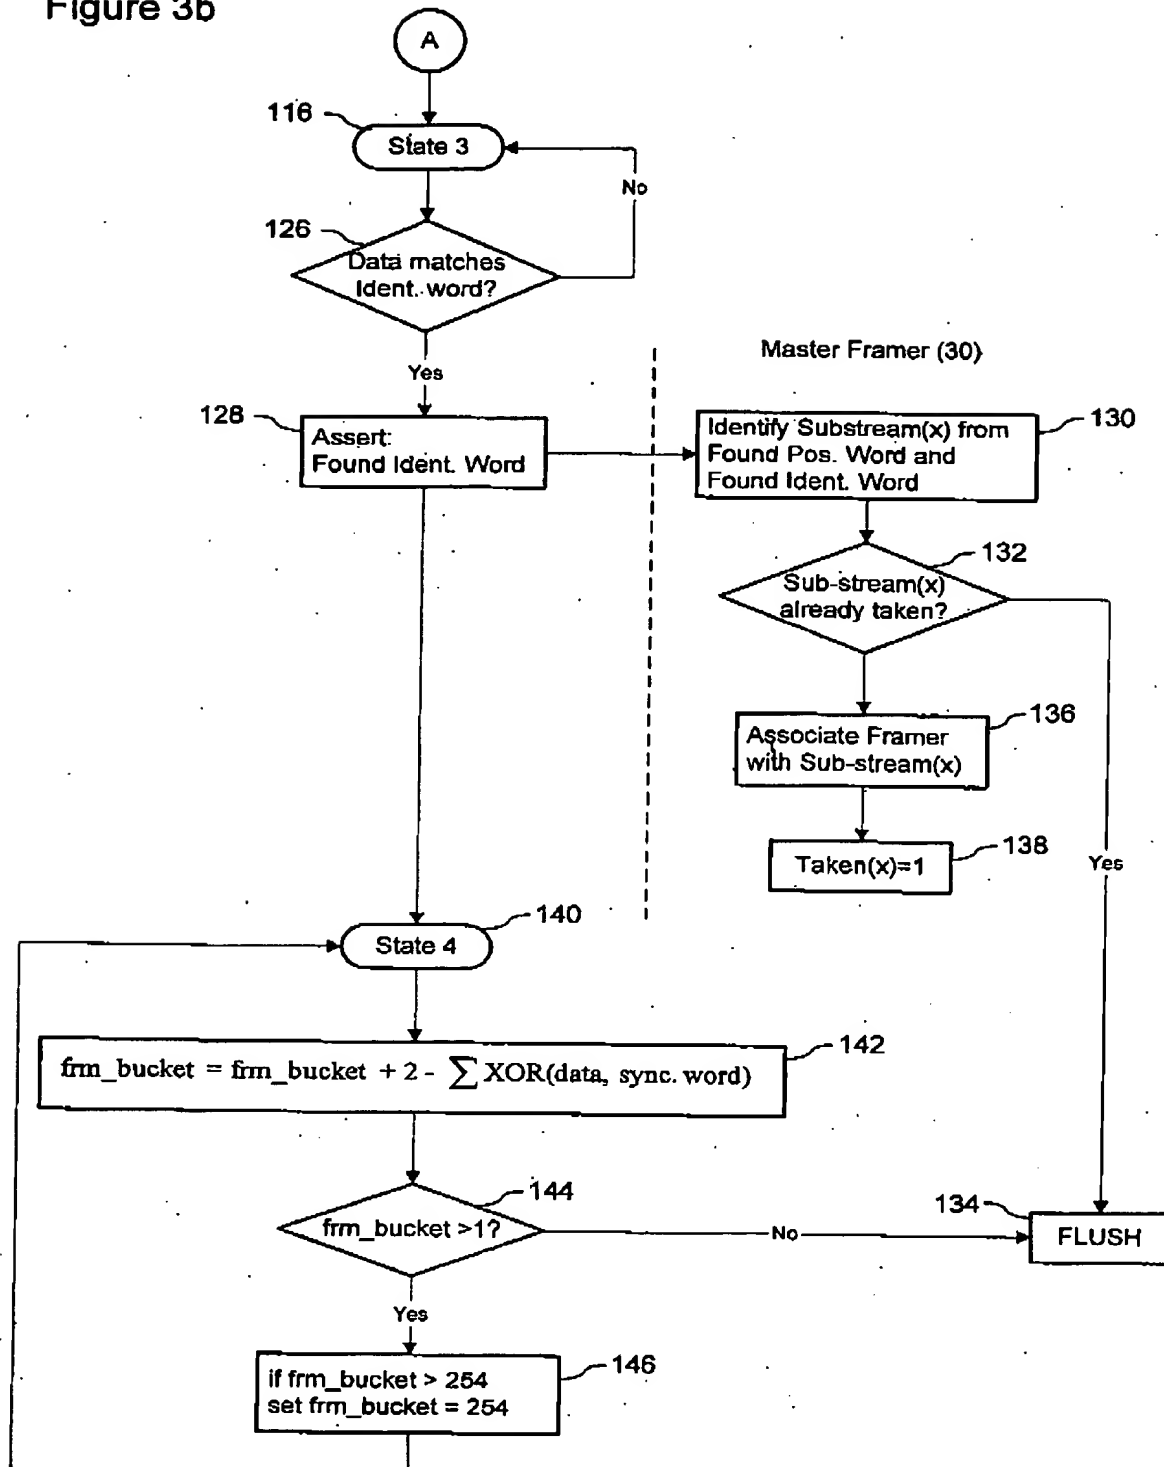 Figure 3b
A
116
State 3
No
126
Data matches
Ident. word?
Yes
Master Framer (30)
128
Assert:
Found Ident. Word
130
Identify Substream(x) from
Found Pos. Word and
Found Ident. Word
132
Sub-stream(x)
already taken?
136
Associate Framer
with Sub-stream(x)
138
Taken(x)=1
Yes
140
State 4
142
frm_bucket = frm_bucket + 2 - ∑ XOR(data, sync. word)
144
frm_bucket >1?
No
134
FLUSH
Yes
146
if frm_bucket > 254
set frm_bucket = 254